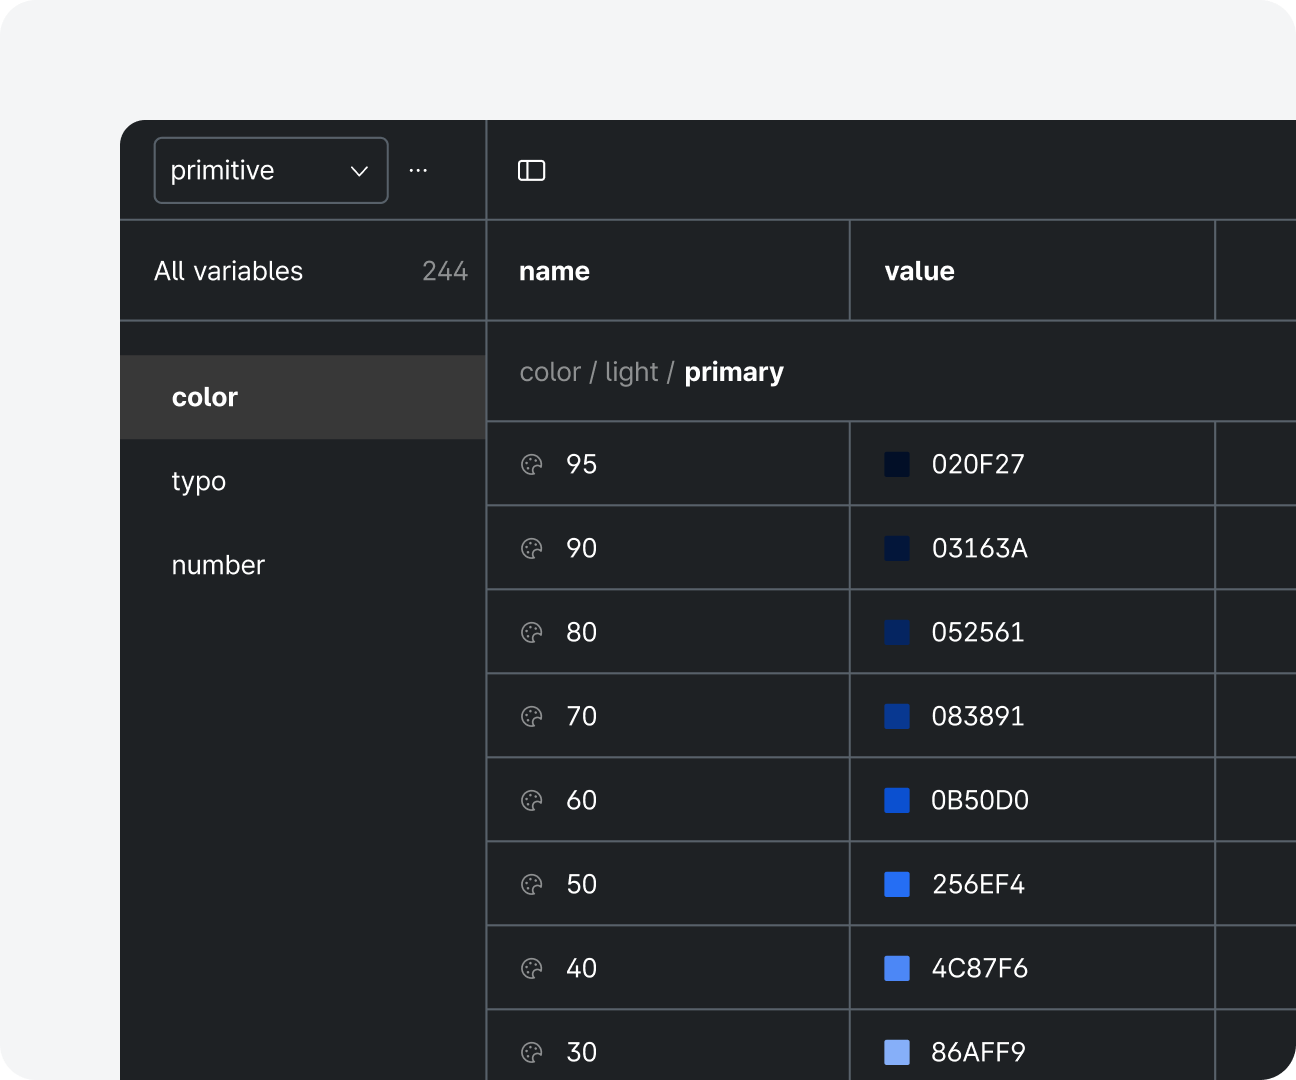 primitive ...
All variables 244 name value
color / light / primary
color
typo
number
95 020F27
90 03163A
80 052561
70 083891
60 0B50D0
50 256EF4
40 4C87F6
30 86AFF9